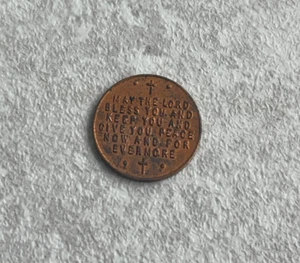 MAY THE LORD
BLESS YOU AND
KEEP YOU AND
GIVE YOU PEACE
NOW AND FOR
EVERMORE